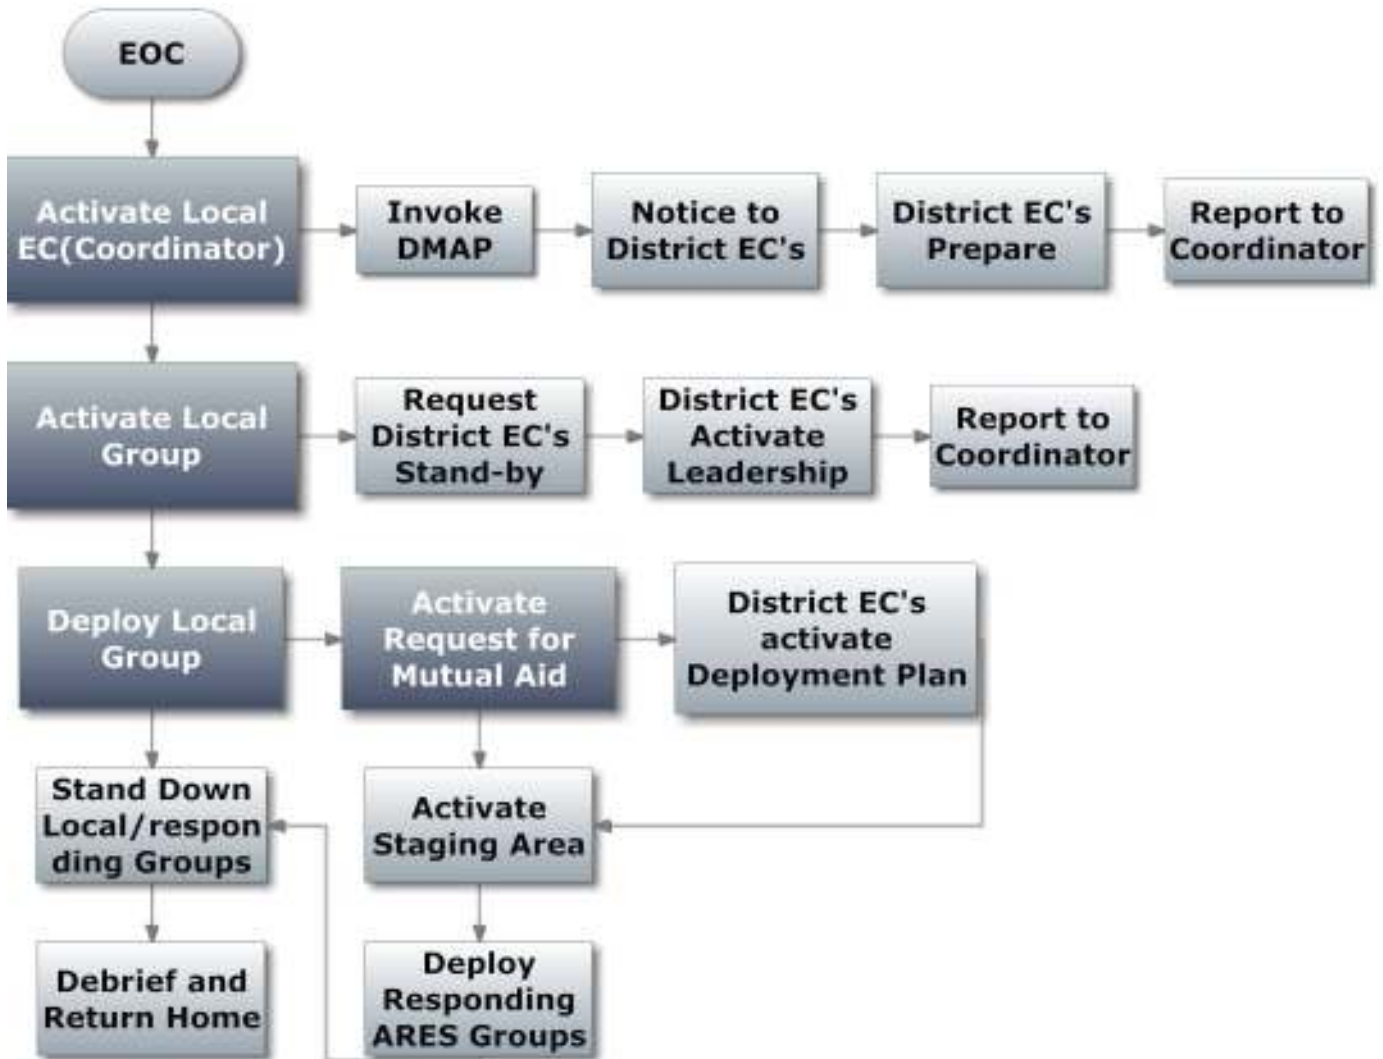 EOC
Activate Local
EC(Coordinator)
Invoke
DMAP
Notice to
District EC's
District EC's
Prepare
Report to
Coordinator
Activate Local
Group
Request
District EC's
Stand-by
District EC's
Activate
Leadership
Report to
Coordinator
Deploy Local
Group
Activate
Request for
Mutual Aid
District EC's
activate
Deployment Plan
Stand Down
Local/respon
ding Groups
Activate
Staging Area
Debrief and
Return Home
Deploy
Responding
ARES Groups